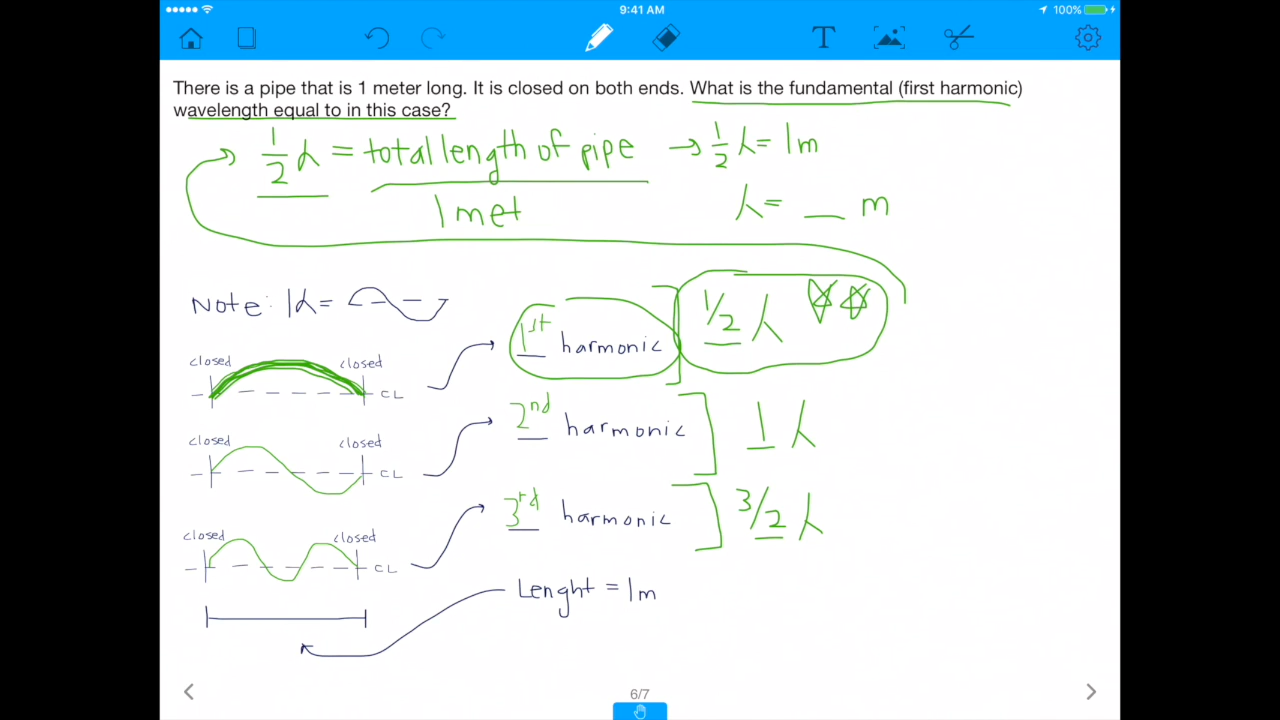 9:41 AM
100%
T
There is a pipe that is 1 meter long. It is closed on both ends. What is the fundamental (first harmonic)
wavelength equal to in this case?
1/2 λ = total length of pipe → 1/2 λ = 1m
1 met
λ = __ m
Note: 1λ =
1st harmonic 1/2 λ
closed closed
CL
2nd harmonic 1 λ
closed closed
CL
3rd harmonic 3/2 λ
closed closed
CL
Lenght = 1m
6/7